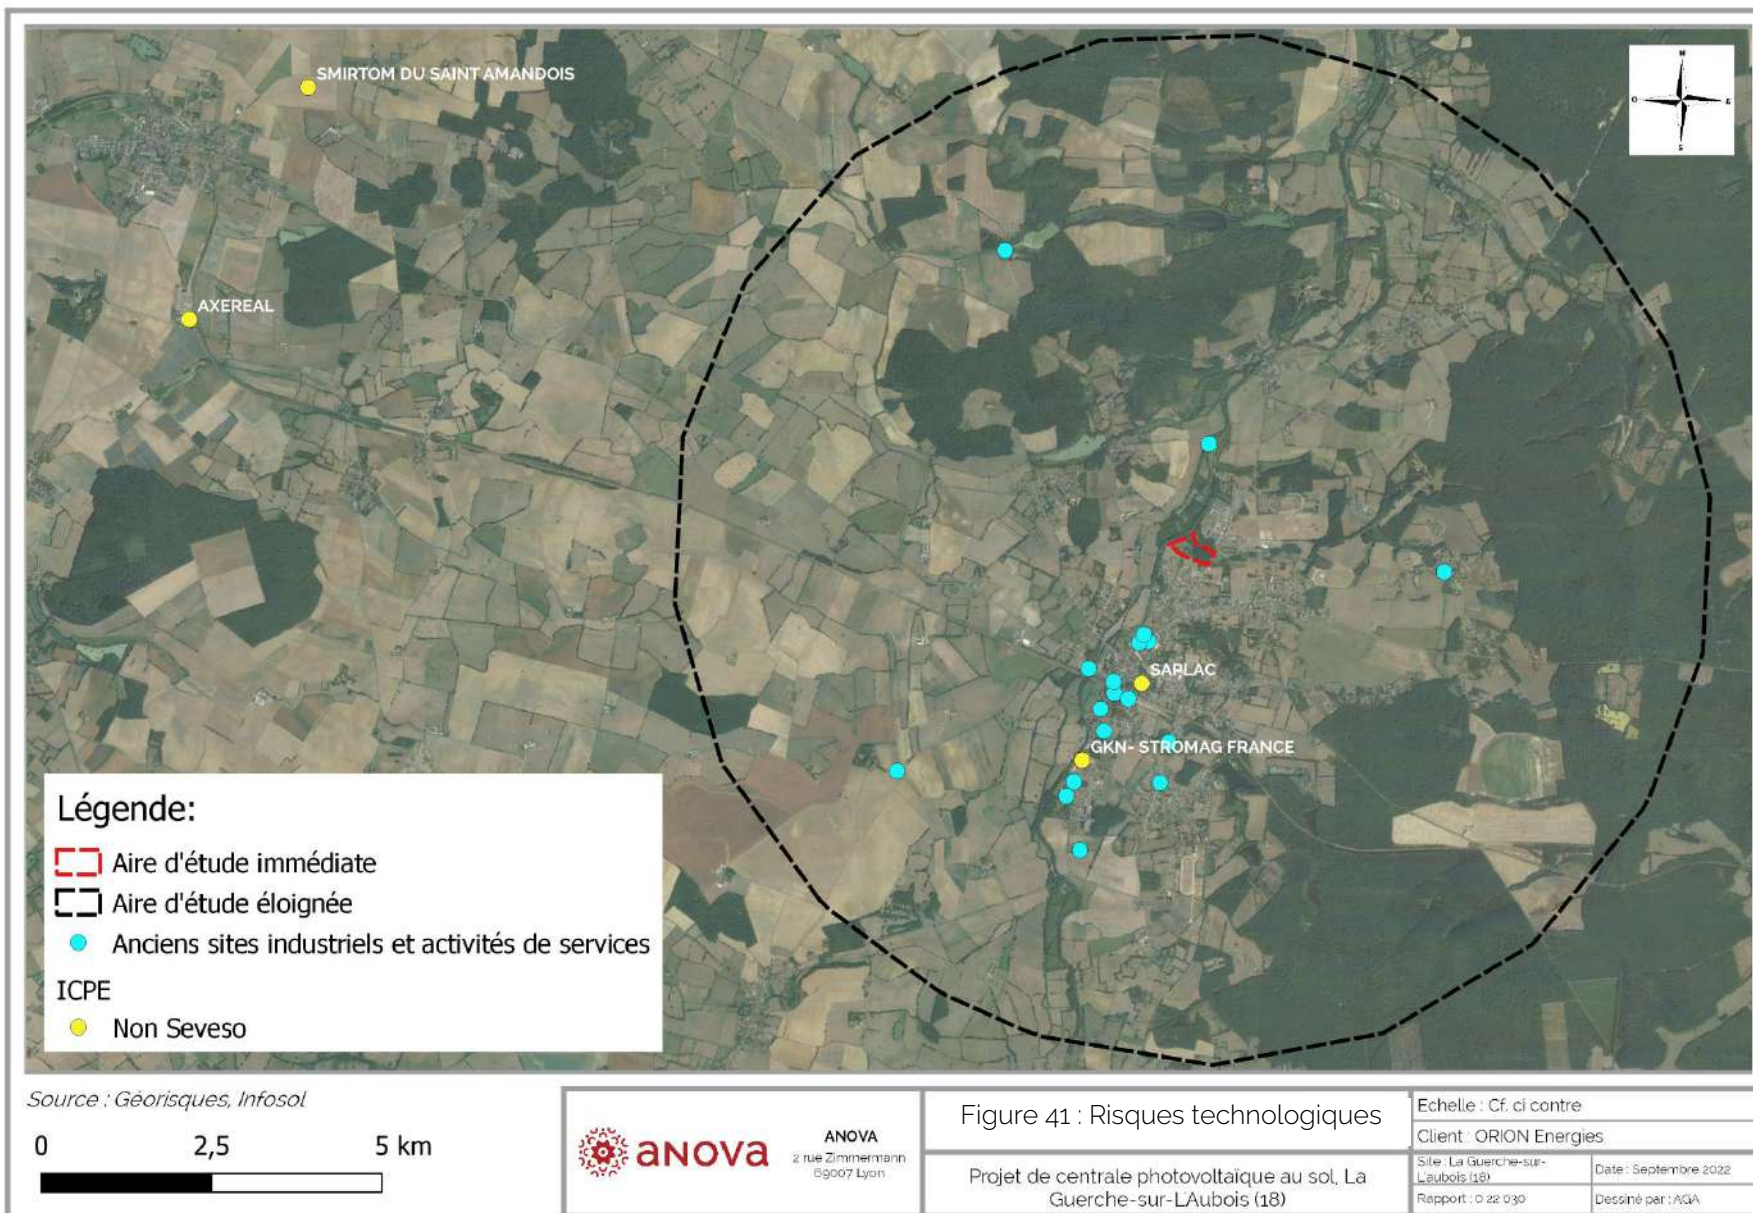 SMIRTOM DU SAINT AMANDOIS
N
O
E
S
AXEREAL
SAPLAC
GKN- STROMAG FRANCE
Légende:
Aire d'étude immédiate
Aire d'étude éloignée
Anciens sites industriels et activités de services
ICPE
Non Seveso
Source : Géorisques, Infosol
0 2,5 5 km
ANOVA
ANOVA
2 rue Zimmermann
69007 Lyon
Figure 41 : Risques technologiques
Projet de centrale photovoltaïque au sol, La
Guerche-sur-L'Aubois (18)
Echelle : Cf. ci contre
Client : ORION Energies
Site : La Guerche-sur-
L'aubois (18)
Date : Septembre 2022
Rapport : 0 22 030
Dessiné par : AGA